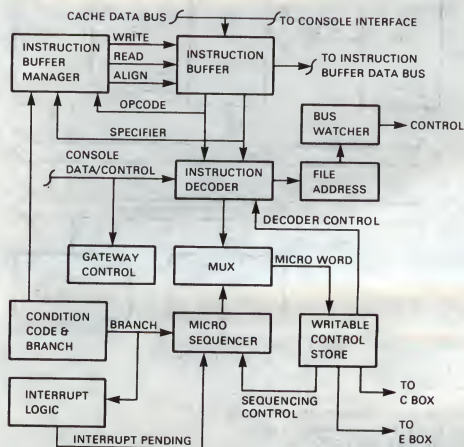 CACHE DATA BUS
TO CONSOLE INTERFACE
INSTRUCTION
BUFFER
MANAGER
WRITE
READ
ALIGN
INSTRUCTION
BUFFER
TO INSTRUCTION
BUFFER DATA BUS
OPCODE
SPECIFIER
BUS
WATCHER
CONTROL
CONSOLE
DATA/CONTROL
INSTRUCTION
DECODER
FILE
ADDRESS
DECODER CONTROL
GATEWAY
CONTROL
MUX
MICRO WORD
CONDITION
CODE &
BRANCH
BRANCH
MICRO
SEQUENCER
WRITABLE
CONTROL
STORE
INTERRUPT
LOGIC
SEQUENCING
CONTROL
TO
C BOX
INTERRUPT PENDING
TO
E BOX